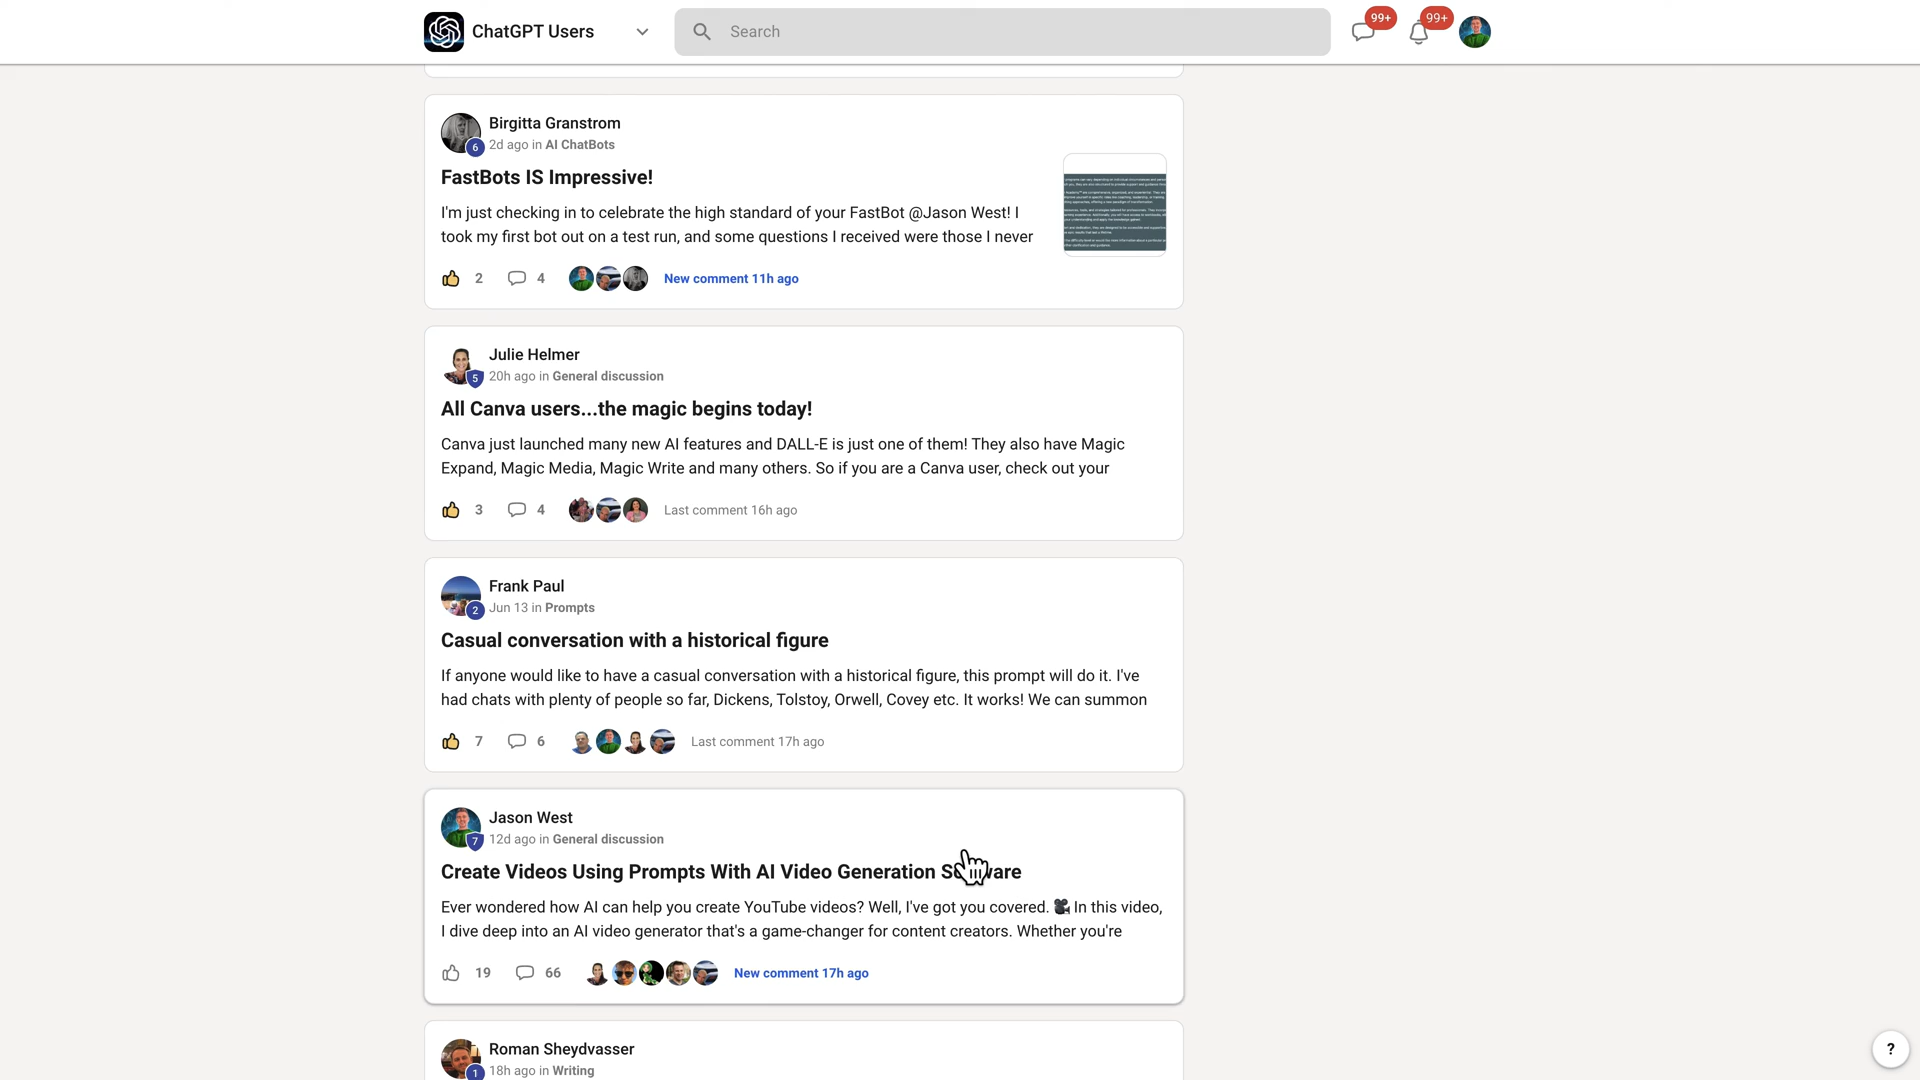 ChatGPT Users
Search
99+
99+
Birgitta Granstrom
6
2d ago in AI ChatBots
FastBots IS Impressive!
I'm just checking in to celebrate the high standard of your FastBot @Jason West! I
took my first bot out on a test run, and some questions I received were those I never
2
4
New comment 11h ago
Julie Helmer
5
20h ago in General discussion
All Canva users...the magic begins today!
Canva just launched many new AI features and DALL-E is just one of them! They also have Magic
Expand, Magic Media, Magic Write and many others. So if you are a Canva user, check out your
3
4
Last comment 16h ago
Frank Paul
2
Jun 13 in Prompts
Casual conversation with a historical figure
If anyone would like to have a casual conversation with a historical figure, this prompt will do it. I've
had chats with plenty of people so far, Dickens, Tolstoy, Orwell, Covey etc. It works! We can summon
7
6
Last comment 17h ago
Jason West
7
12d ago in General discussion
Create Videos Using Prompts With AI Video Generation
Ever wondered how AI can help you create YouTube videos? Well, I've got you covered. 🎥 In this video,
I dive deep into an AI video generator that's a game-changer for content creators. Whether you're
19
66
New comment 17h ago
Roman Sheydvasser
1
18h ago in Writing
?